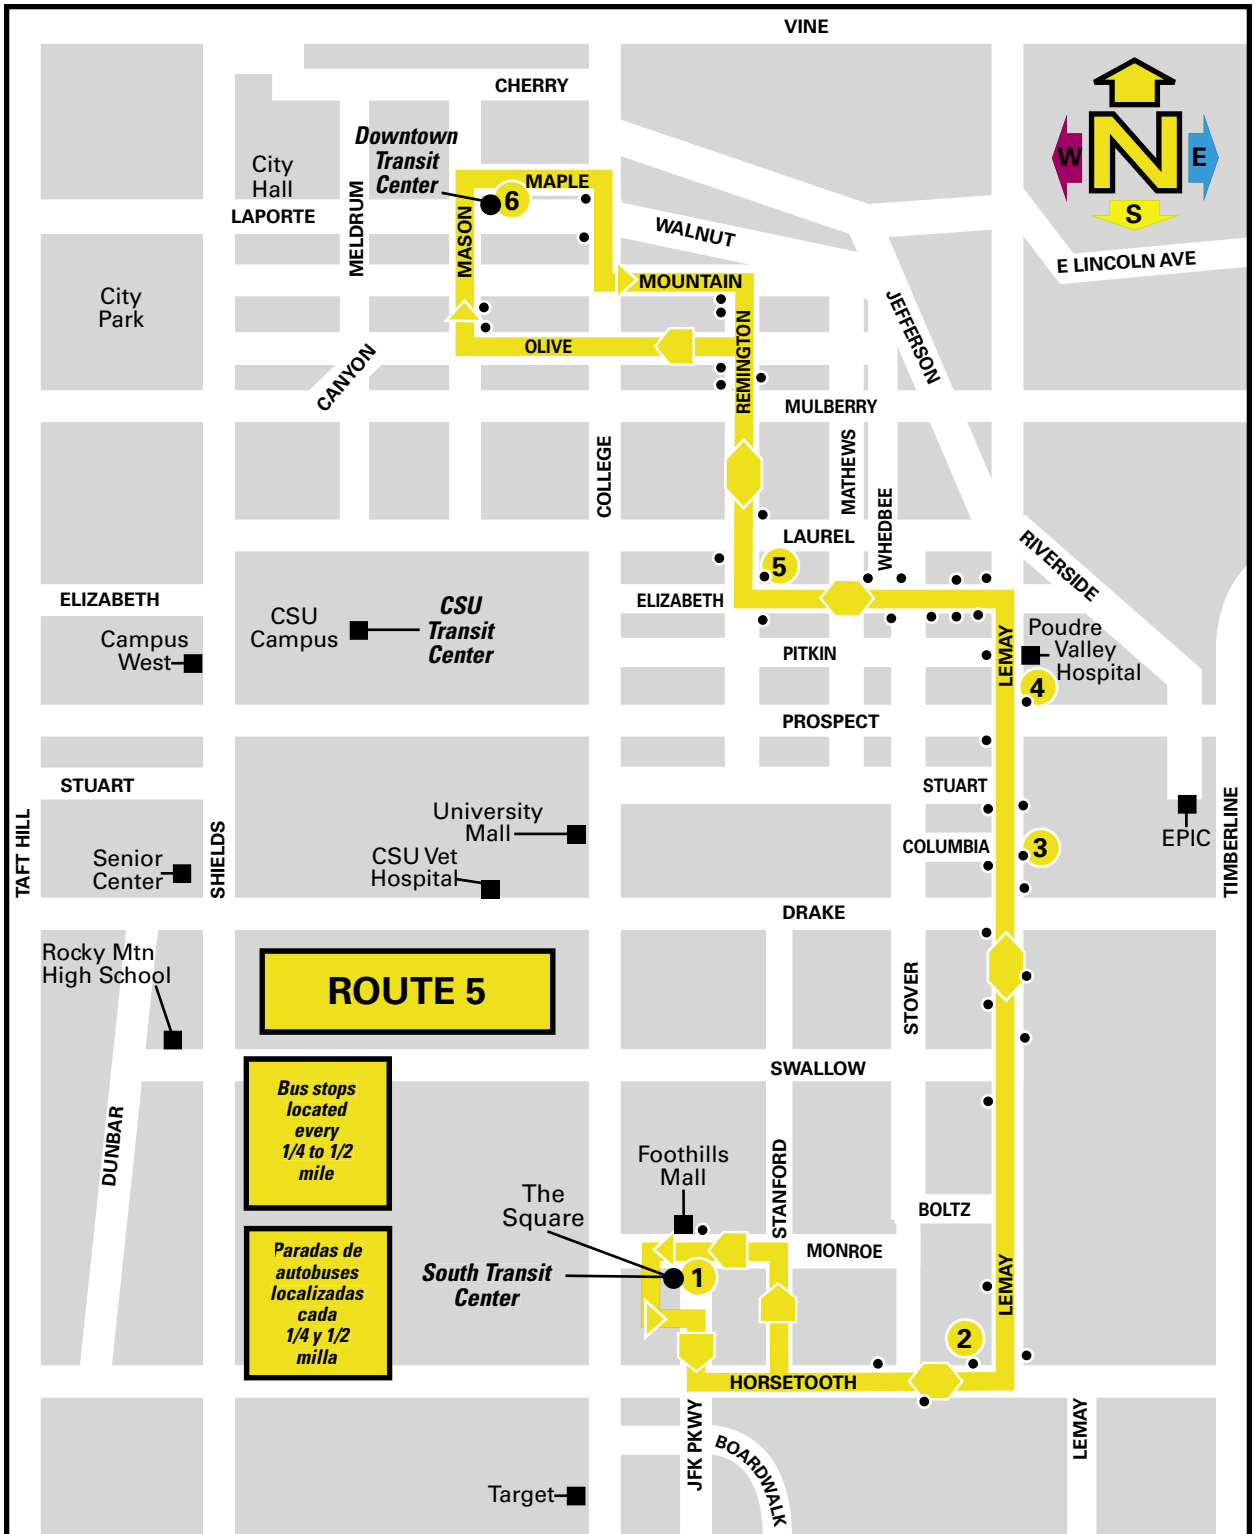 VINE
CHERRY
N
W
E
S
Downtown
Transit
Center
City
Hall
MAPLE
6
LAPORTE
MELDRUM
MASON
WALNUT
E LINCOLN AVE
City
Park
MOUNTAIN
JEFFERSON
OLIVE
REMINGTON
CANYON
MULBERRY
COLLEGE
MATHEWS
WHEDBEE
LAUREL
RIVERSIDE
5
ELIZABETH
CSU
Campus
CSU
Transit
Center
ELIZABETH
Campus
West
PITKIN
LEMAY
Poudre
Valley
Hospital
4
PROSPECT
STUART
STUART
TAFT HILL
SHIELDS
University
Mall
CSU Vet
Hospital
Senior
Center
COLUMBIA
3
EPIC
TIMBERLINE
DRAKE
Rocky Mtn
High School
ROUTE 5
STOVER
SWALLOW
Bus stops
located
every
1/4 to 1/2
mile
DUNBAR
Foothills
Mall
STANFORD
The
Square
BOLTZ
MONROE
Paradas de
autobuses
localizadas
cada
1/4 y 1/2
milla
South Transit
Center
1
LEMAY
2
HORSETOOTH
JFK PKWY
BOARDWALK
LEMAY
Target